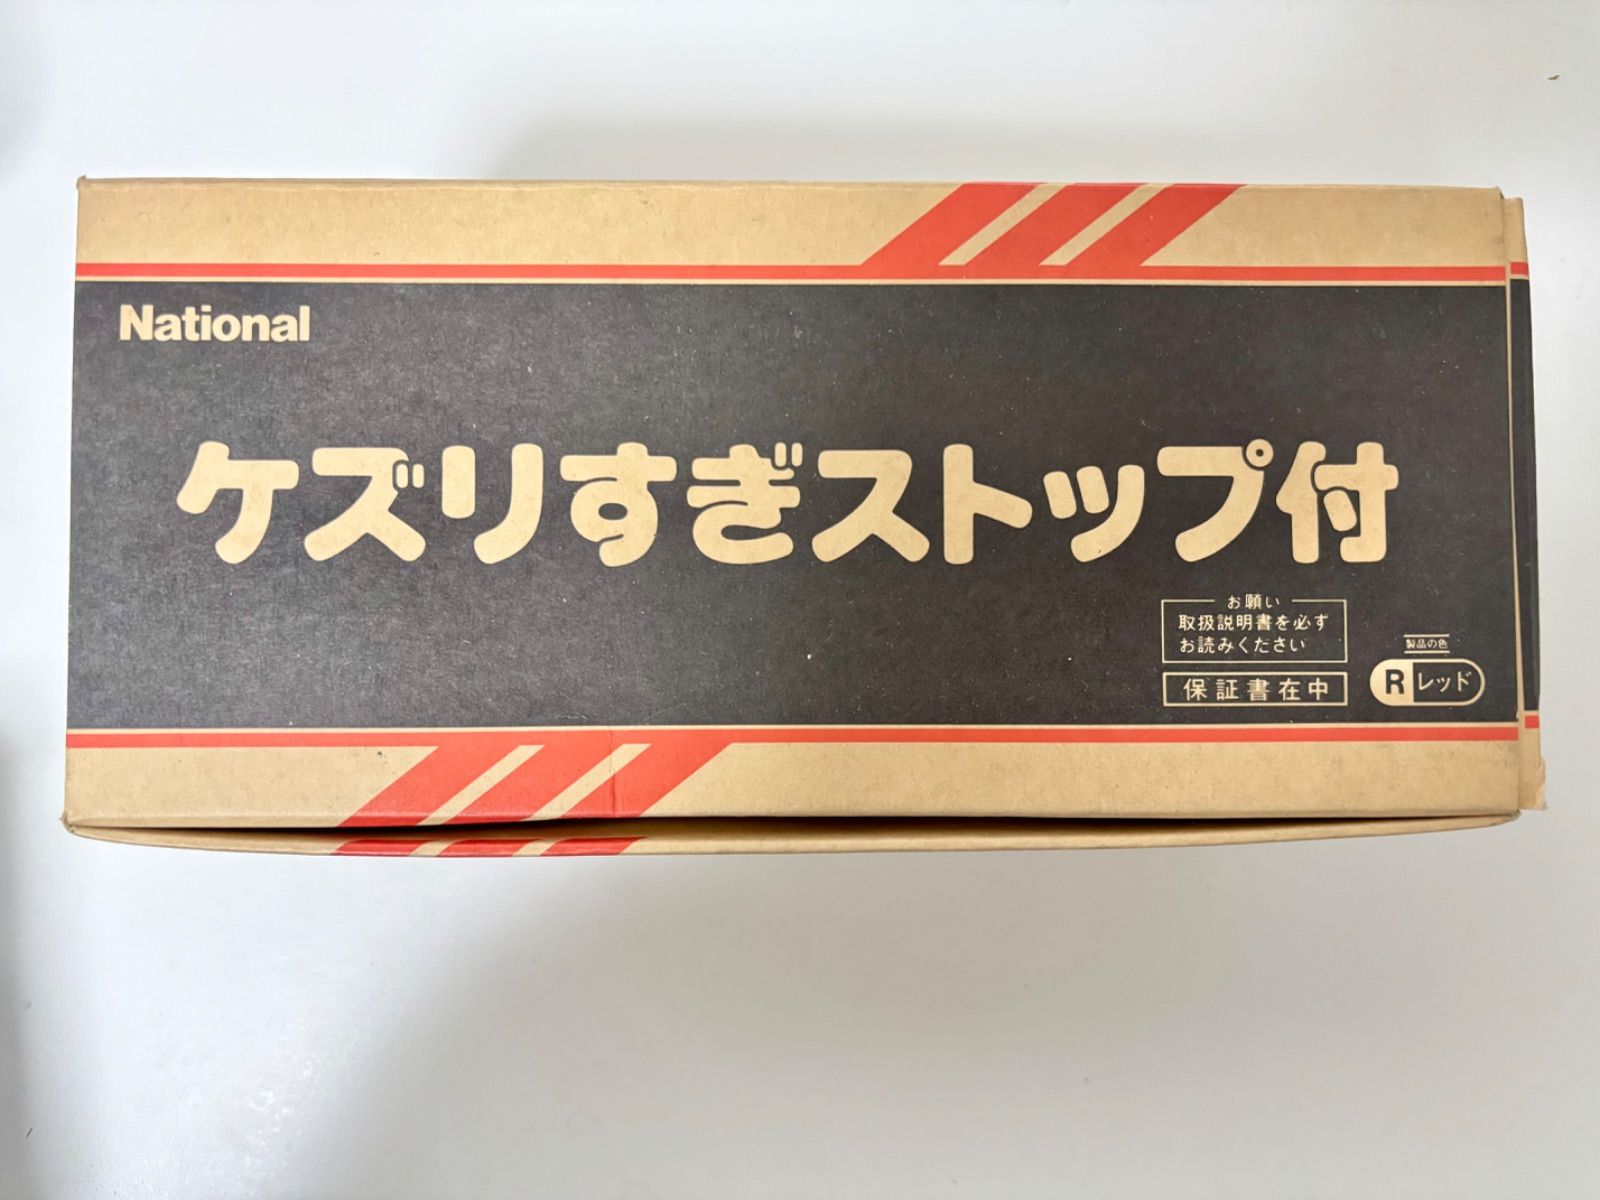 National
ケズリすぎストップ付
お願い
取扱説明書を必ず
お読みください
保証書在中
製品の色
R レッド